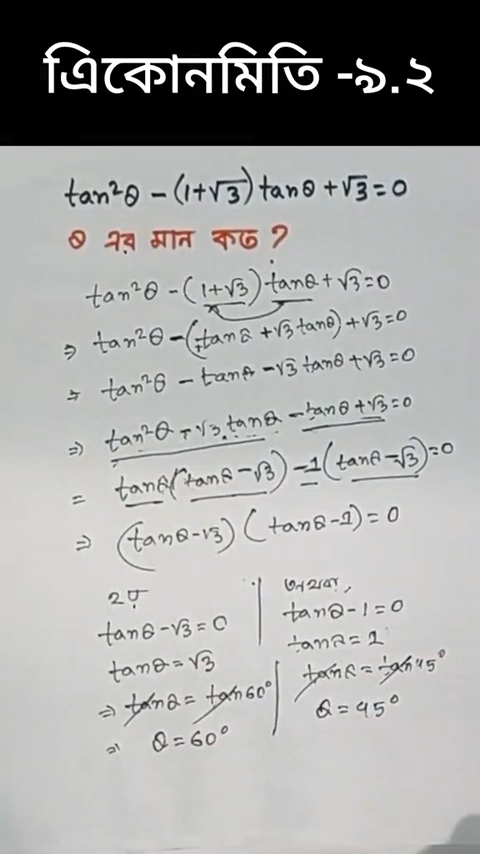 ত্রিকোনমিতি -৯.২
tan²θ - (1+√3) tanθ + √3 = 0
θ এর মান কত ?
tan²θ - (1+√3) tanθ + √3 = 0
⇒ tan²θ - (tanθ + √3 tanθ) + √3 = 0
⇒ tan²θ - tanθ - √3 tanθ + √3 = 0
⇒ tan²θ - √3 tanθ - tanθ + √3 = 0
= tanθ (tanθ - √3) - 1 (tanθ - √3) = 0
⇒ (tanθ - √3) (tanθ - 1) = 0
হয়
tanθ - √3 = 0
tanθ = √3
⇒ tanθ = tan60°
⇒ θ = 60°
অথবা,
tanθ - 1 = 0
tanθ = 1
tanθ = tan45°
θ = 45°